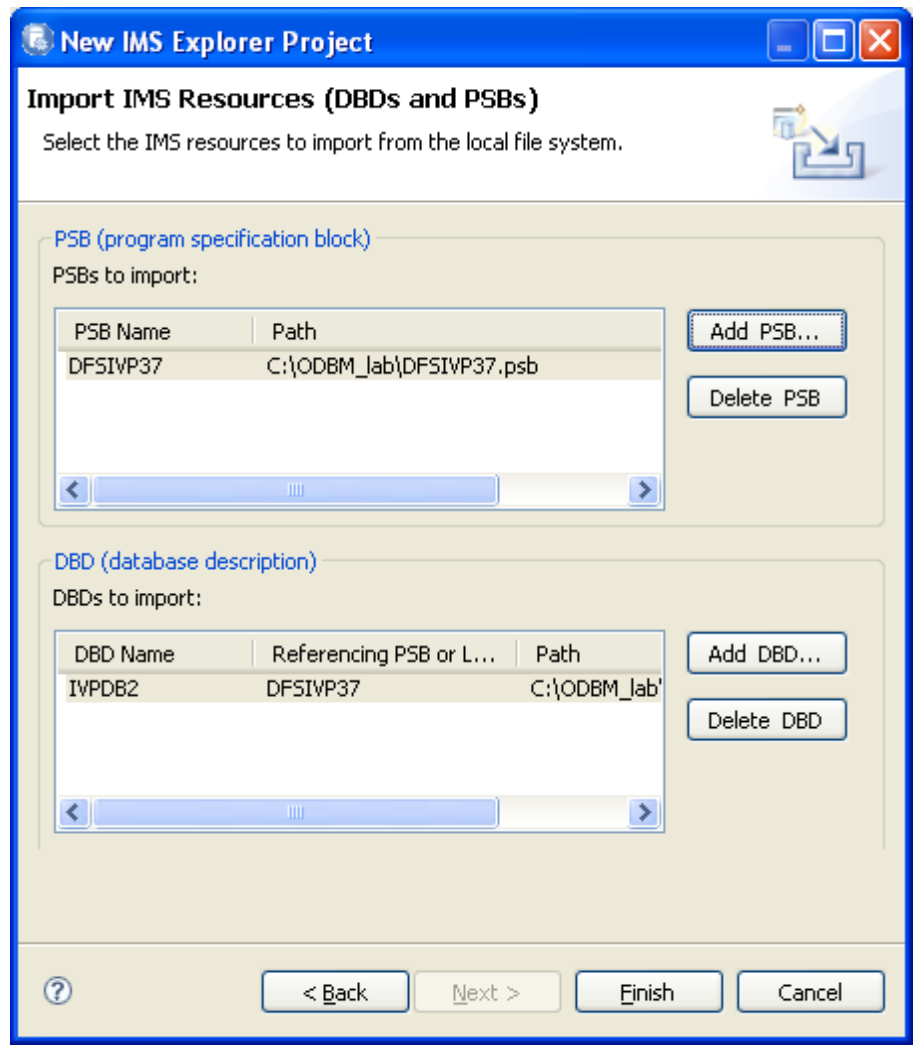 New IMS Explorer Project
Import IMS Resources (DBDs and PSBs)
Select the IMS resources to import from the local file system.
PSB (program specification block)
PSBs to import:
PSB Name Path
DFSIVP37 C:\ODBM_lab\DFSIVP37.psb
Add PSB...
Delete PSB
DBD (database description)
DBDs to import:
DBD Name Referencing PSB or L... Path
IVPDB2 DFSIVP37 C:\ODBM_lab\
Add DBD...
Delete DBD
< Back Next > Finish Cancel